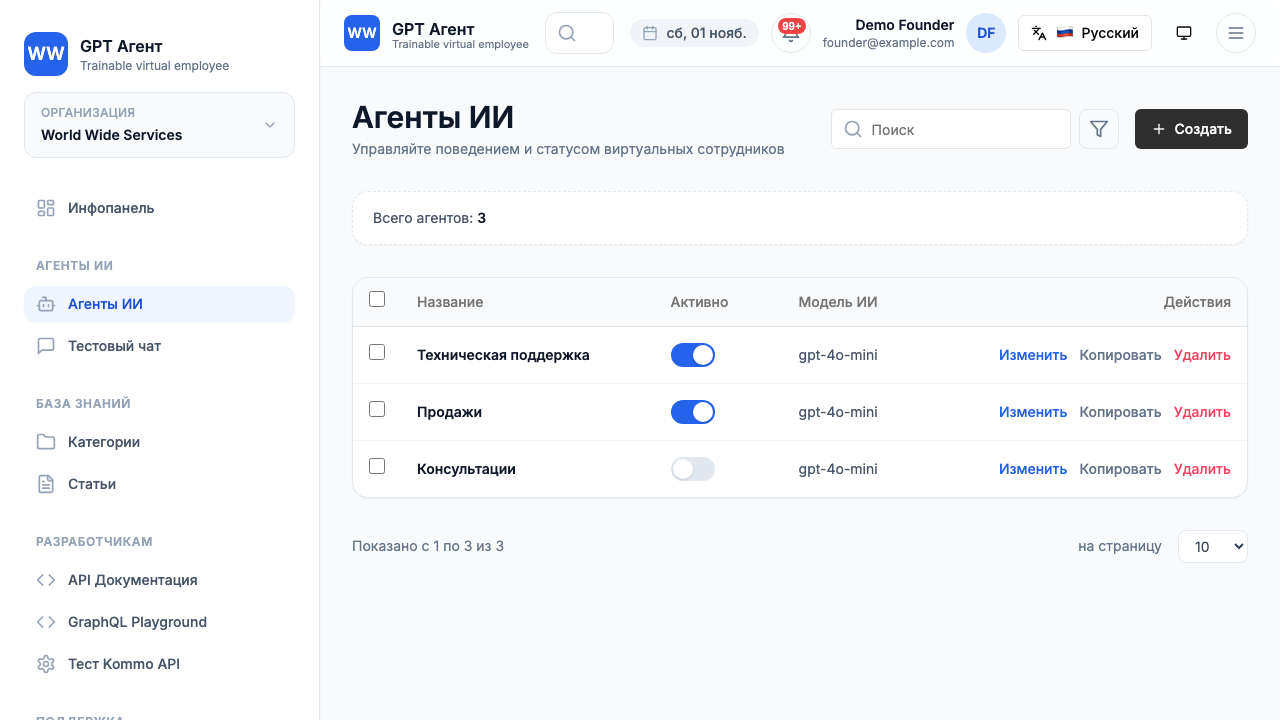 WW
GPT Агент
Trainable virtual employee
ОРГАНИЗАЦИЯ
World Wide Services
Инфопанель
АГЕНТЫ ИИ
Агенты ИИ
Тестовый чат
БАЗА ЗНАНИЙ
Категории
Статьи
РАЗРАБОТЧИКАМ
API Документация
GraphQL Playground
Тест Kommo API
ПОДДЕРЖКА
WW
GPT Агент
Trainable virtual employee
сб, 01 нояб.
99+
Demo Founder
founder@example.com
DF
Русский
Агенты ИИ
Управляйте поведением и статусом виртуальных сотрудников
Поиск
Создать
Всего агентов: 3
Название Активно Модель ИИ Действия
Техническая поддержка gpt-4o-mini Изменить Копировать Удалить
Продажи gpt-4o-mini Изменить Копировать Удалить
Консультации gpt-4o-mini Изменить Копировать Удалить
Показано с 1 по 3 из 3
на страницу 10